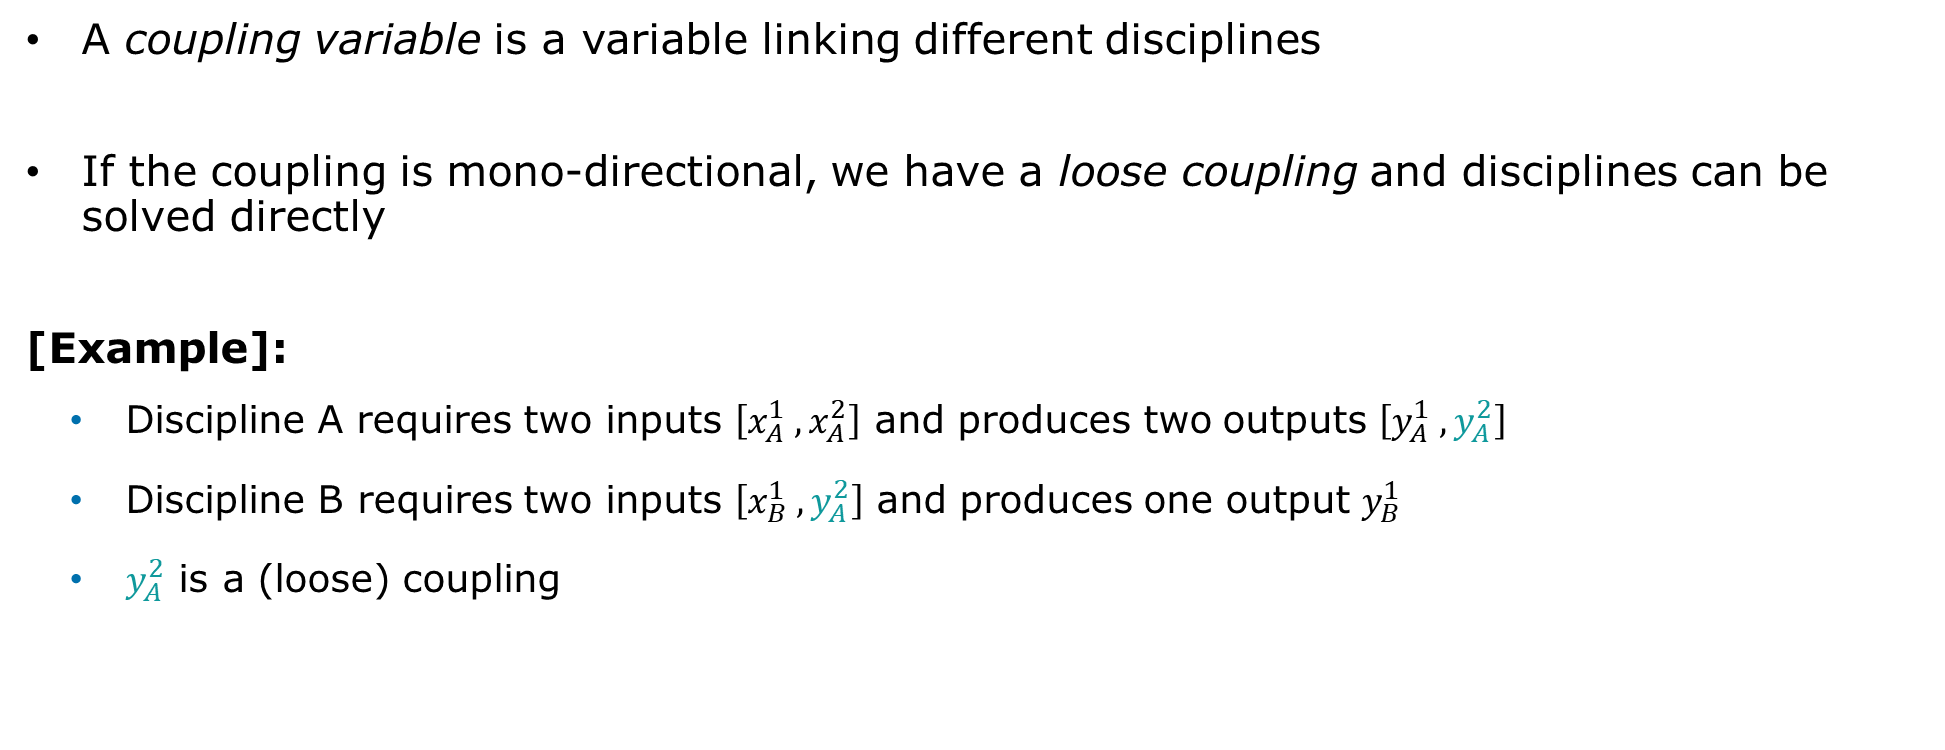 • A coupling variable is a variable linking different disciplines
• If the coupling is mono-directional, we have a loose coupling and disciplines can be
solved directly
[Example]:
• Discipline A requires two inputs [$x_A^1$, $x_A^2$] and produces two outputs [$y_A^1$, $y_A^2$]
• Discipline B requires two inputs [$x_B^1$, $y_A^2$] and produces one output $y_B^1$
• $y_A^2$ is a (loose) coupling